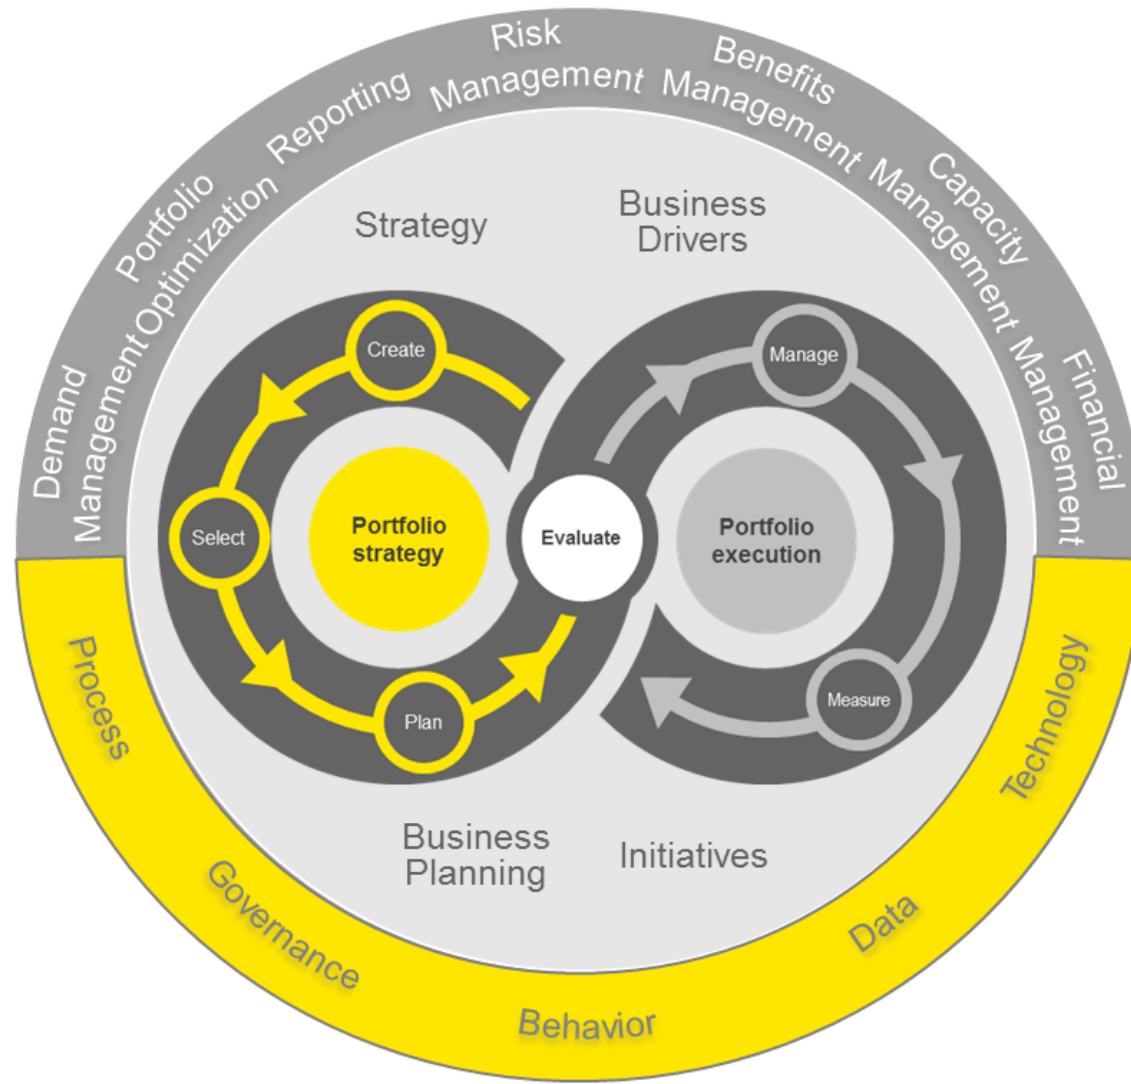 Demand
Management
Portfolio
Optimization
Reporting
Risk
Management
Benefits
Management
Capacity
Management
Financial
Management
Strategy
Business
Drivers
Create
Manage
Select
Portfolio
strategy
Evaluate
Portfolio
execution
Plan
Measure
Business
Planning
Initiatives
Process
Governance
Behavior
Data
Technology